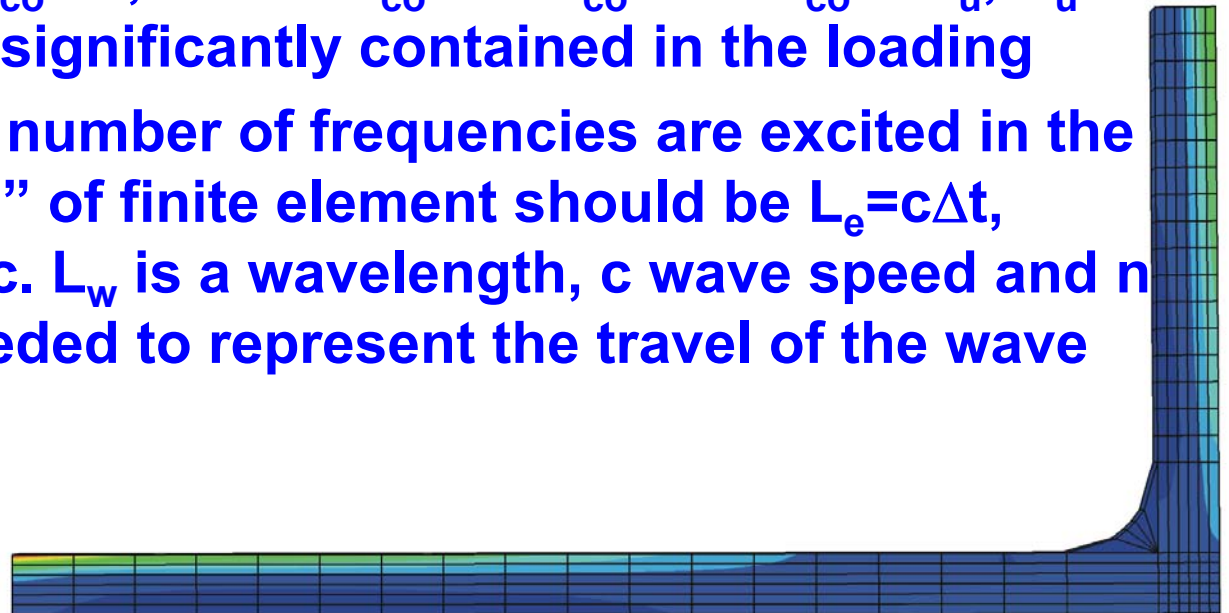 significantly contained in the loading
number of frequencies are excited in the
” of finite element should be Lₑ=cΔt,
c. L_w is a wavelength, c wave speed and n
eded to represent the travel of the wave